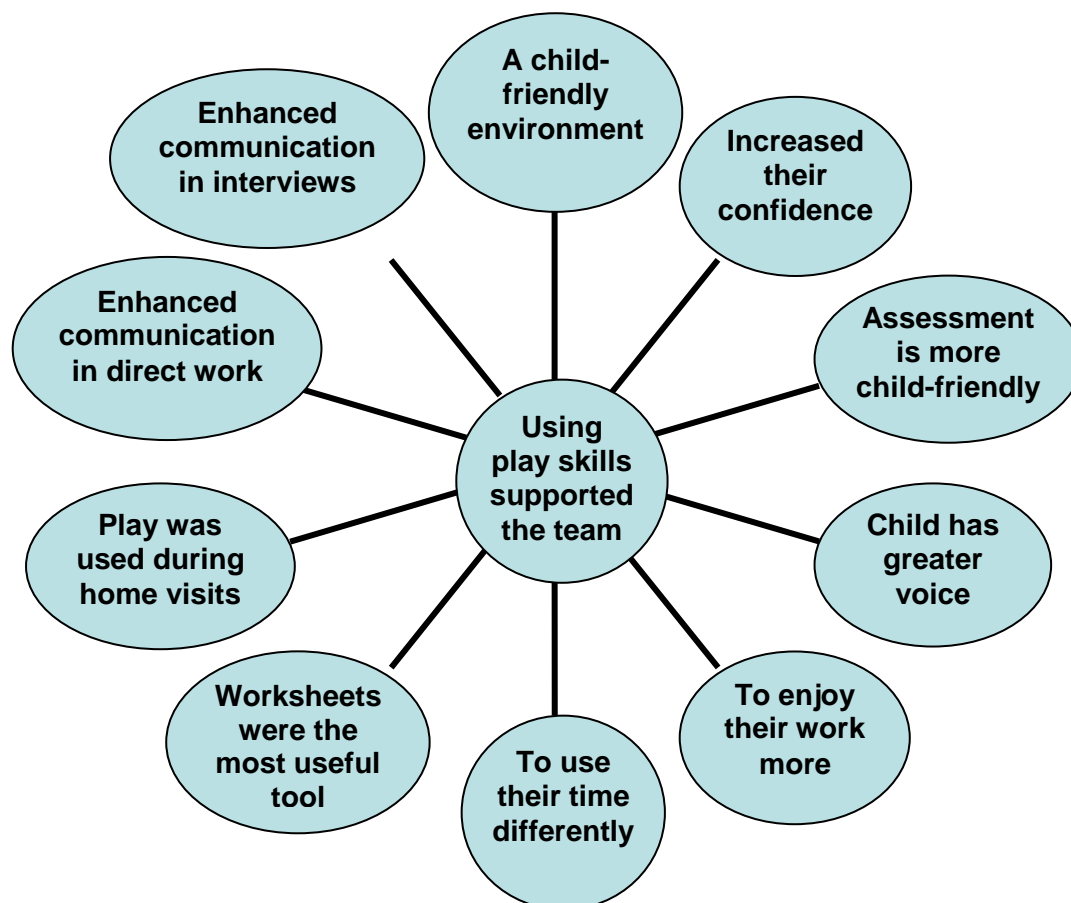 A child-
friendly
environment
Increased
their
confidence
Assessment
is more
child-friendly
Child has
greater
voice
To enjoy
their work
more
To use
their time
differently
Worksheets
were the
most useful
tool
Play was
used during
home visits
Enhanced
communication
in direct work
Enhanced
communication
in interviews
Using
play skills
supported
the team